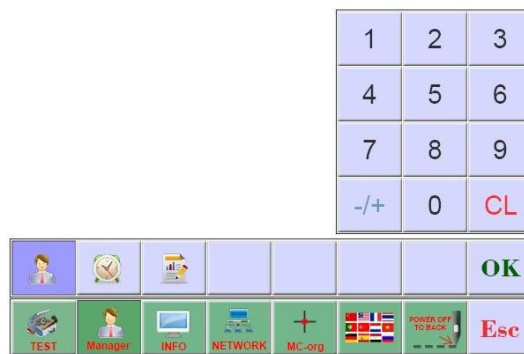 1 2 3
4 5 6
7 8 9
-/+ 0 CL
OK
POWER OFF
TO BACK
TEST Manager INFO NETWORK MC-org Esc